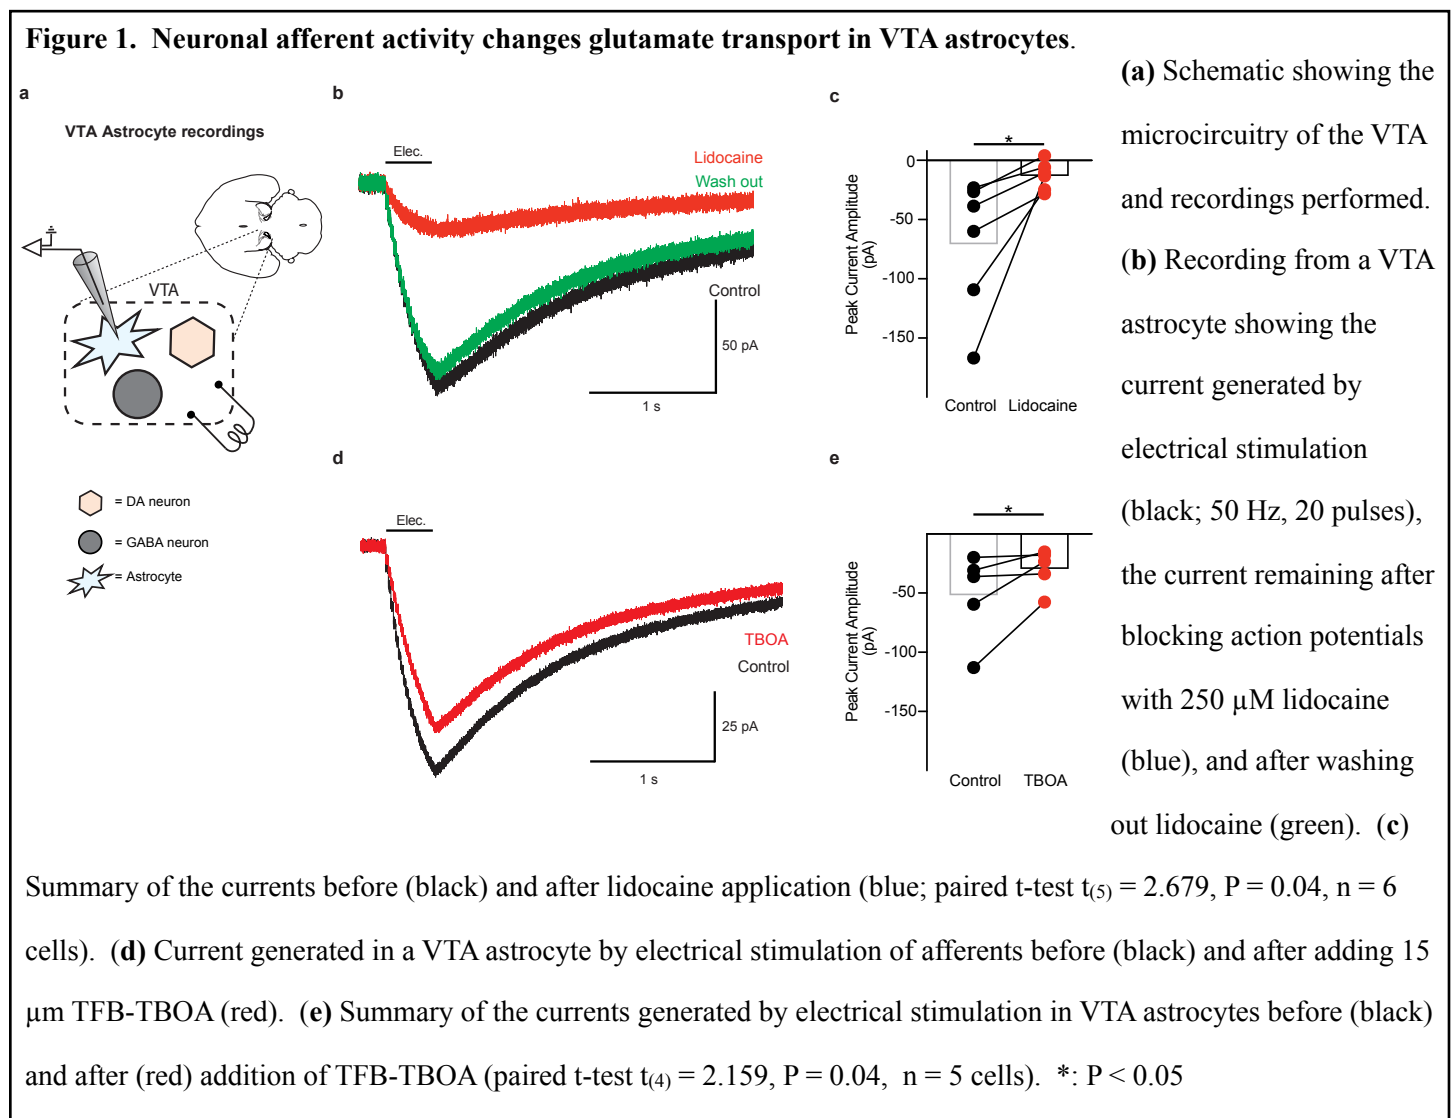 Figure 1.  Neuronal afferent activity changes glutamate transport in VTA astrocytes.
a
VTA Astrocyte recordings
VTA
= DA neuron
= GABA neuron
= Astrocyte
b
Elec.
Lidocaine
Wash out
Control
50 pA
1 s
c
*
0
-50
-100
-150
Peak Current Amplitude
(pA)
Control
Lidocaine
d
Elec.
TBOA
Control
25 pA
1 s
e
*
-50
-100
-150
Peak Current Amplitude
(pA)
Control
TBOA
(a) Schematic showing the
microcircuitry of the VTA
and recordings performed.
(b) Recording from a VTA
astrocyte showing the
current generated by
electrical stimulation
(black; 50 Hz, 20 pulses),
the current remaining after
blocking action potentials
with 250 µM lidocaine
(blue), and after washing
out lidocaine (green).  (c)
Summary of the currents before (black) and after lidocaine application (blue; paired t-test t(5) = 2.679, P = 0.04, n = 6
cells).  (d) Current generated in a VTA astrocyte by electrical stimulation of afferents before (black) and after adding 15
µm TFB-TBOA (red).  (e) Summary of the currents generated by electrical stimulation in VTA astrocytes before (black)
and after (red) addition of TFB-TBOA (paired t-test t(4) = 2.159, P = 0.04,  n = 5 cells).  *: P < 0.05